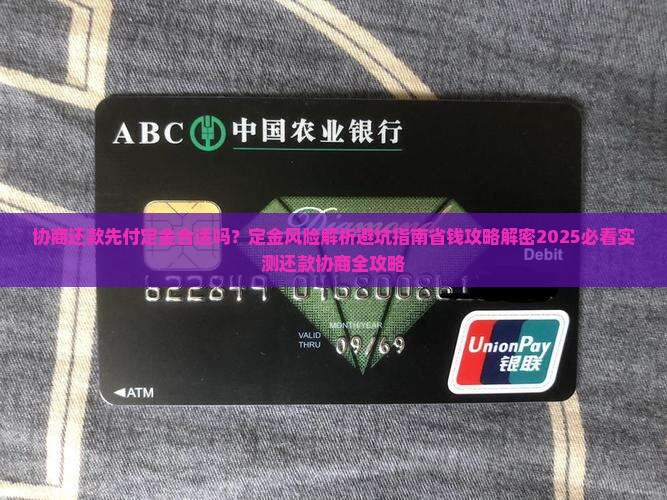 ABC 中国农业银行
Diamond
协商还款先付定金合适吗？定金风险解析避坑指南省钱攻略解密2025必看实
测还款协商全攻略
Debit
MONTH/YEAR
VALID
THRU
09/69
UnionPay
银联
◀ATM